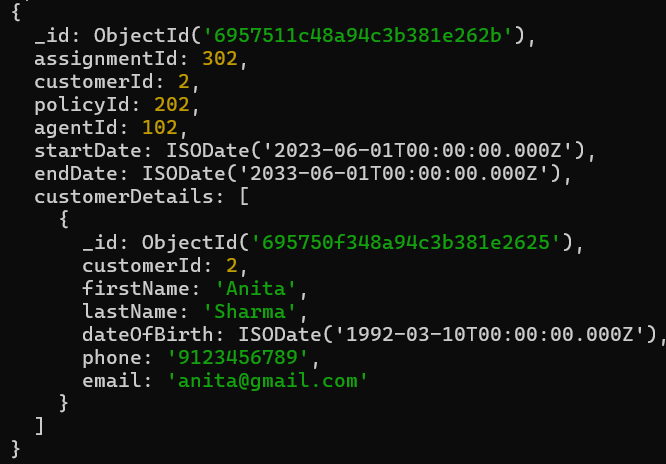 {
  _id: ObjectId('6957511c48a94c3b381e262b'),
  assignmentId: 302,
  customerId: 2,
  policyId: 202,
  agentId: 102,
  startDate: ISODate('2023-06-01T00:00:00.000Z'),
  endDate: ISODate('2033-06-01T00:00:00.000Z'),
  customerDetails: [
    {
      _id: ObjectId('695750f348a94c3b381e2625'),
      customerId: 2,
      firstName: 'Anita',
      lastName: 'Sharma',
      dateOfBirth: ISODate('1992-03-10T00:00:00.000Z'),
      phone: '9123456789',
      email: 'anita@gmail.com'
    }
  ]
}